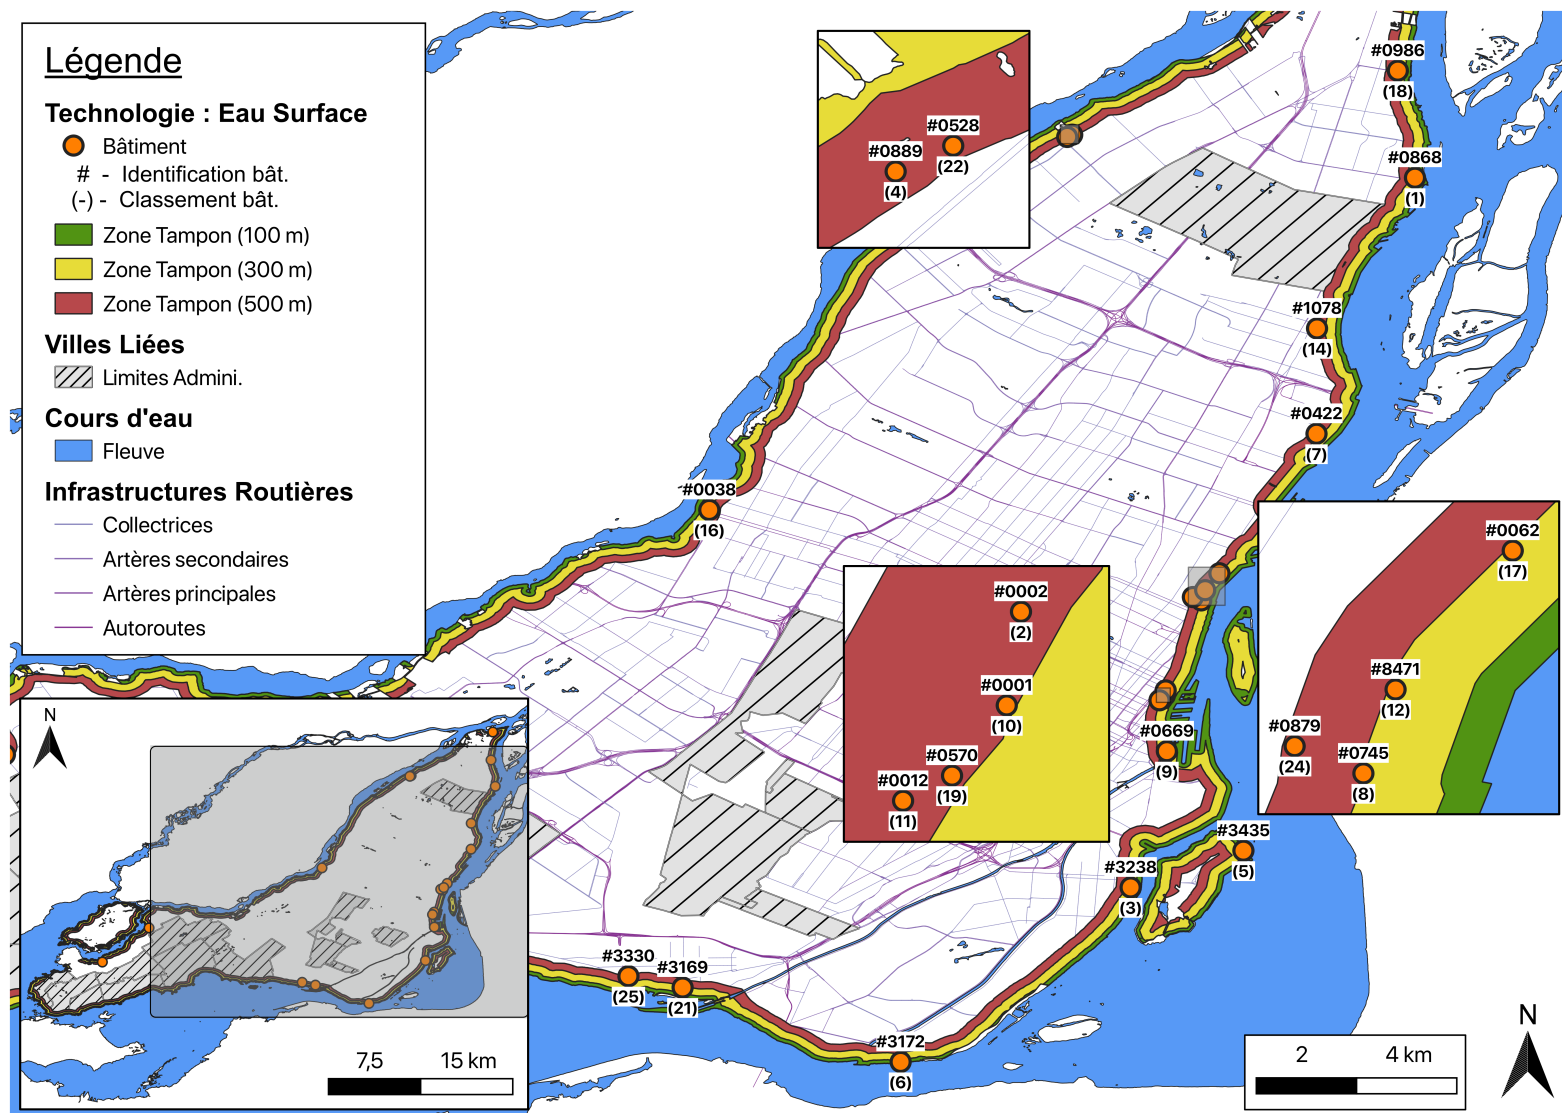 Légende
Technologie : Eau Surface
Bâtiment
# - Identification bât.
(-) - Classement bât.
Zone Tampon (100 m)
Zone Tampon (300 m)
Zone Tampon (500 m)
Villes Liées
Limites Admini.
Cours d'eau
Fleuve
Infrastructures Routières
Collectrices
Artères secondaires
Artères principales
Autoroutes
#0986
(18)
#0868
(1)
#0528
(22)
#0889
(4)
#1078
(14)
#0422
(7)
#0038
(16)
#0062
(17)
#8471
(12)
#0879
(24)
#0745
(8)
#0002
(2)
#0001
(10)
#0570
(19)
#0012
(11)
#0669
(9)
#3435
(5)
#3238
(3)
#3330
(25)
#3169
(21)
#3172
(6)
N
7,5 15 km
2 4 km
N